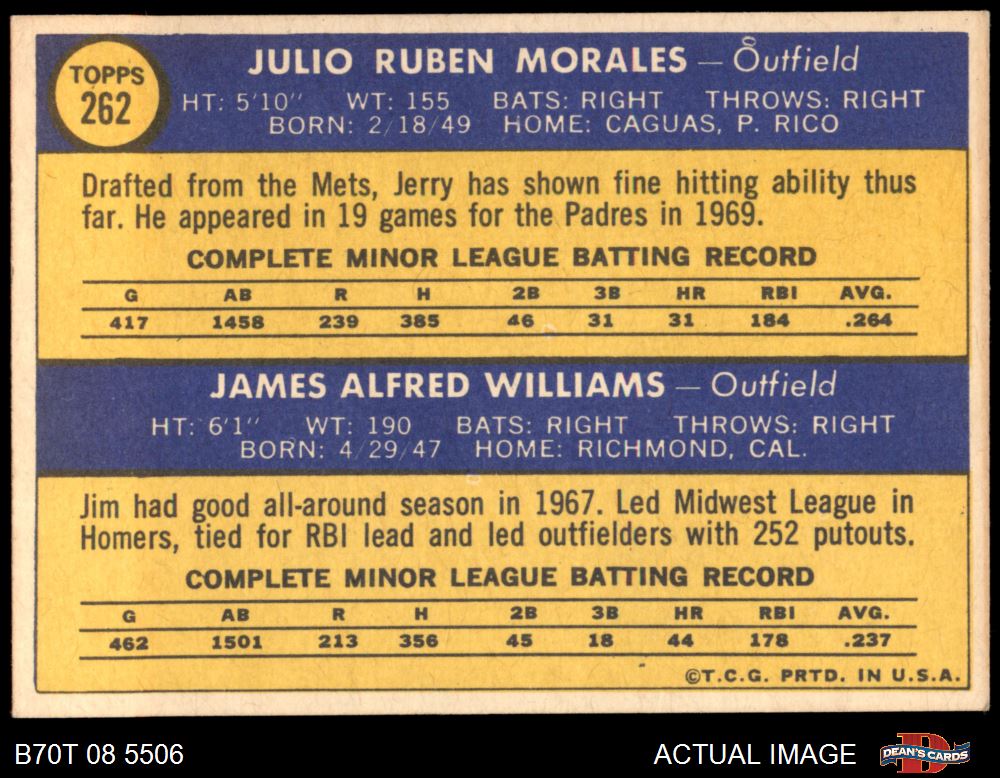 TOPPS
262
JULIO RUBEN MORALES — Outfield
HT: 5'10" WT: 155 BATS: RIGHT THROWS: RIGHT
BORN: 2/18/49 HOME: CAGUAS, P. RICO
Drafted from the Mets, Jerry has shown fine hitting ability thus
far. He appeared in 19 games for the Padres in 1969.
COMPLETE MINOR LEAGUE BATTING RECORD
G AB R H 2B 3B HR RBI AVG.
417 1458 239 385 46 31 31 184 .264
JAMES ALFRED WILLIAMS — Outfield
HT: 6'1" WT: 190 BATS: RIGHT THROWS: RIGHT
BORN: 4/29/47 HOME: RICHMOND, CAL.
Jim had good all-around season in 1967. Led Midwest League in
Homers, tied for RBI lead and led outfielders with 252 putouts.
COMPLETE MINOR LEAGUE BATTING RECORD
G AB R H 2B 3B HR RBI AVG.
462 1501 213 356 45 18 44 178 .237
©T.C.G. PRTD. IN U.S.A.
B70T 08 5506 ACTUAL IMAGE DEAN'S CARDS